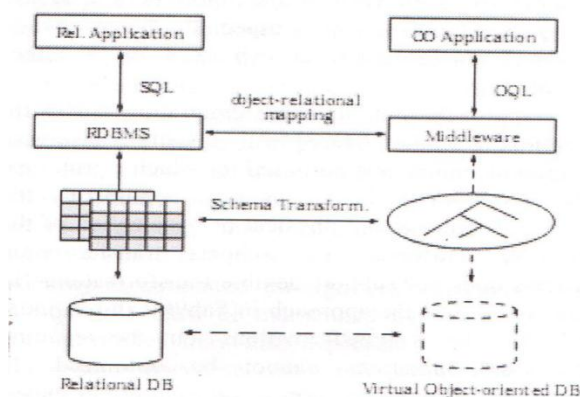 Rel. Application
OO Application
SQL
OQL
object-relational
mapping
RDBMS
Middleware
Schema Transform.
Relational DB
Virtual Object-oriented DB